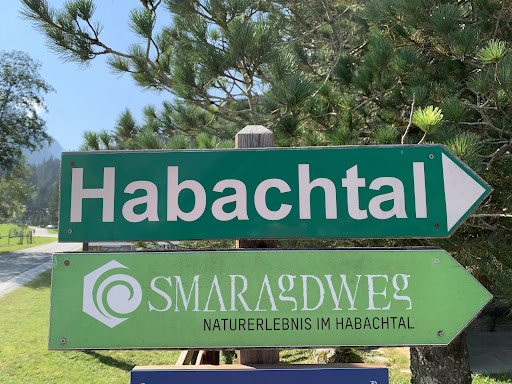 Habachtal
SMARAGDWEG
NATURERLEBNIS IM HABACHTAL